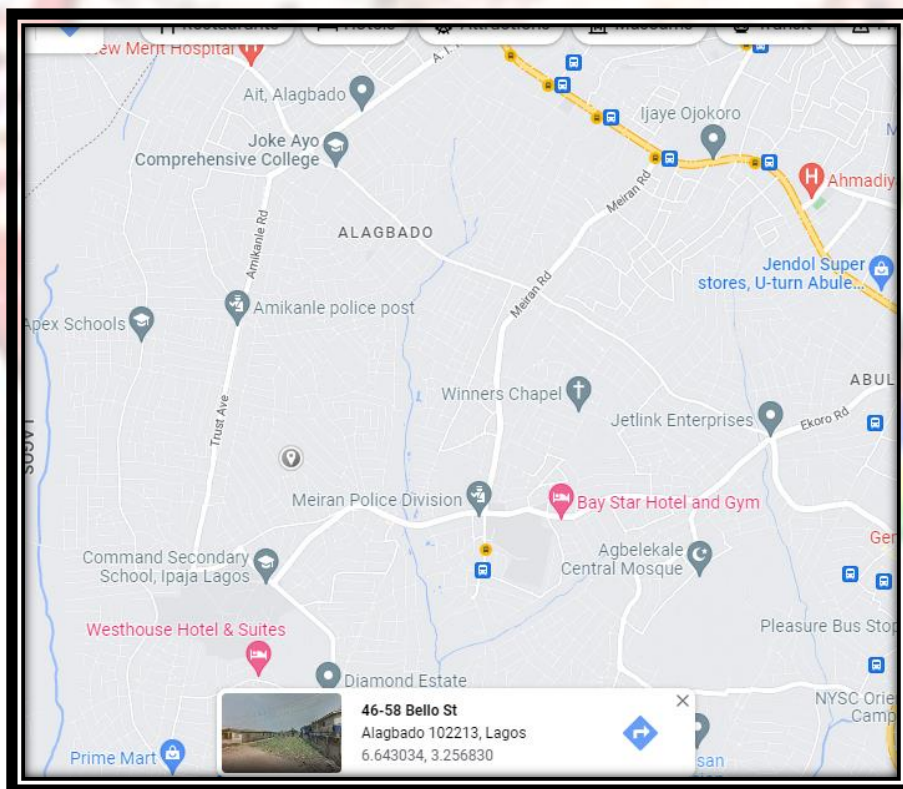 New Merit Hospital
A. I.
Ait, Alagbado
Ijaye Ojokoro
Joke Ayo
Comprehensive College
Meiran Rd
Ahmadiy
ALAGBADO
Amikanle Rd
Jendol Super
stores, U-turn Abule...
Meiran Rd
Amikanle police post
Apex Schools
ABUL
Winners Chapel
Jetlink Enterprises
Trust Ave
Ekoro Rd
LAGOS
Meiran Police Division
Bay Star Hotel and Gym
Ger
Agbelekale
Central Mosque
Command Secondary
School, Ipaja Lagos
Westhouse Hotel & Suites
Pleasure Bus Stop
Diamond Estate
NYSC Orie
Camp
46-58 Bello St
Alagbado 102213, Lagos
6.643034, 3.256830
Prime Mart
san